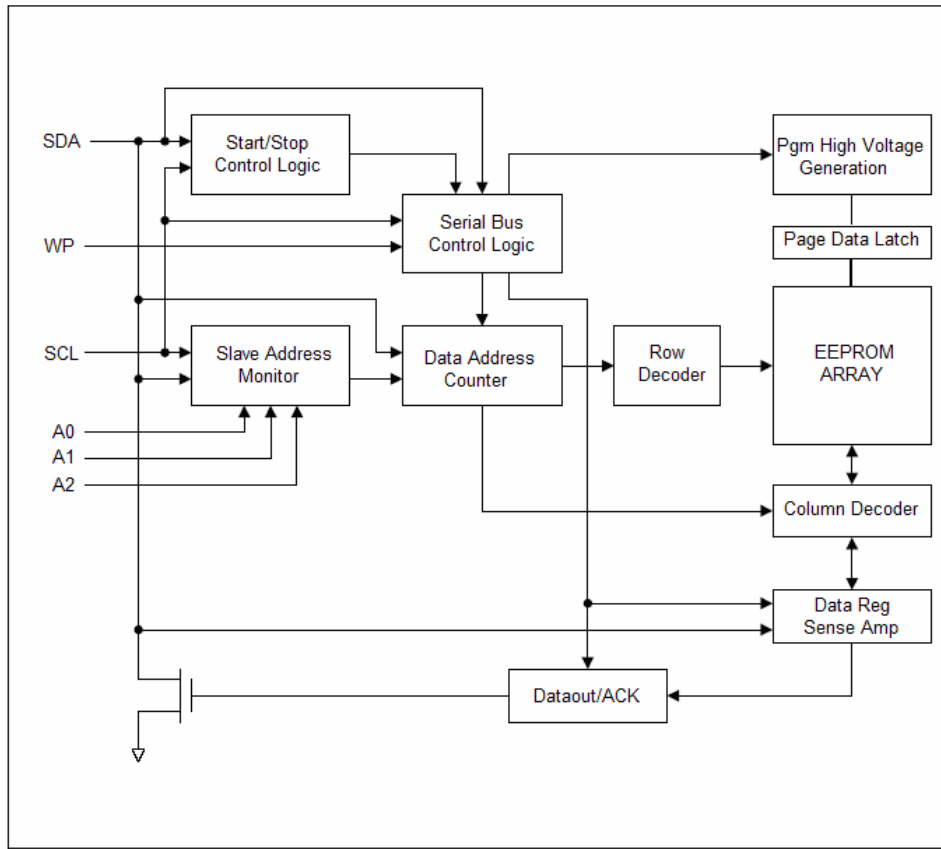 SDA
Start/Stop
Control Logic
Pgm High Voltage
Generation
Serial Bus
Control Logic
WP
Page Data Latch
SCL
Slave Address
Monitor
Data Address
Counter
Row
Decoder
EEPROM
ARRAY
A0
A1
A2
Column Decoder
Data Reg
Sense Amp
Dataout/ACK